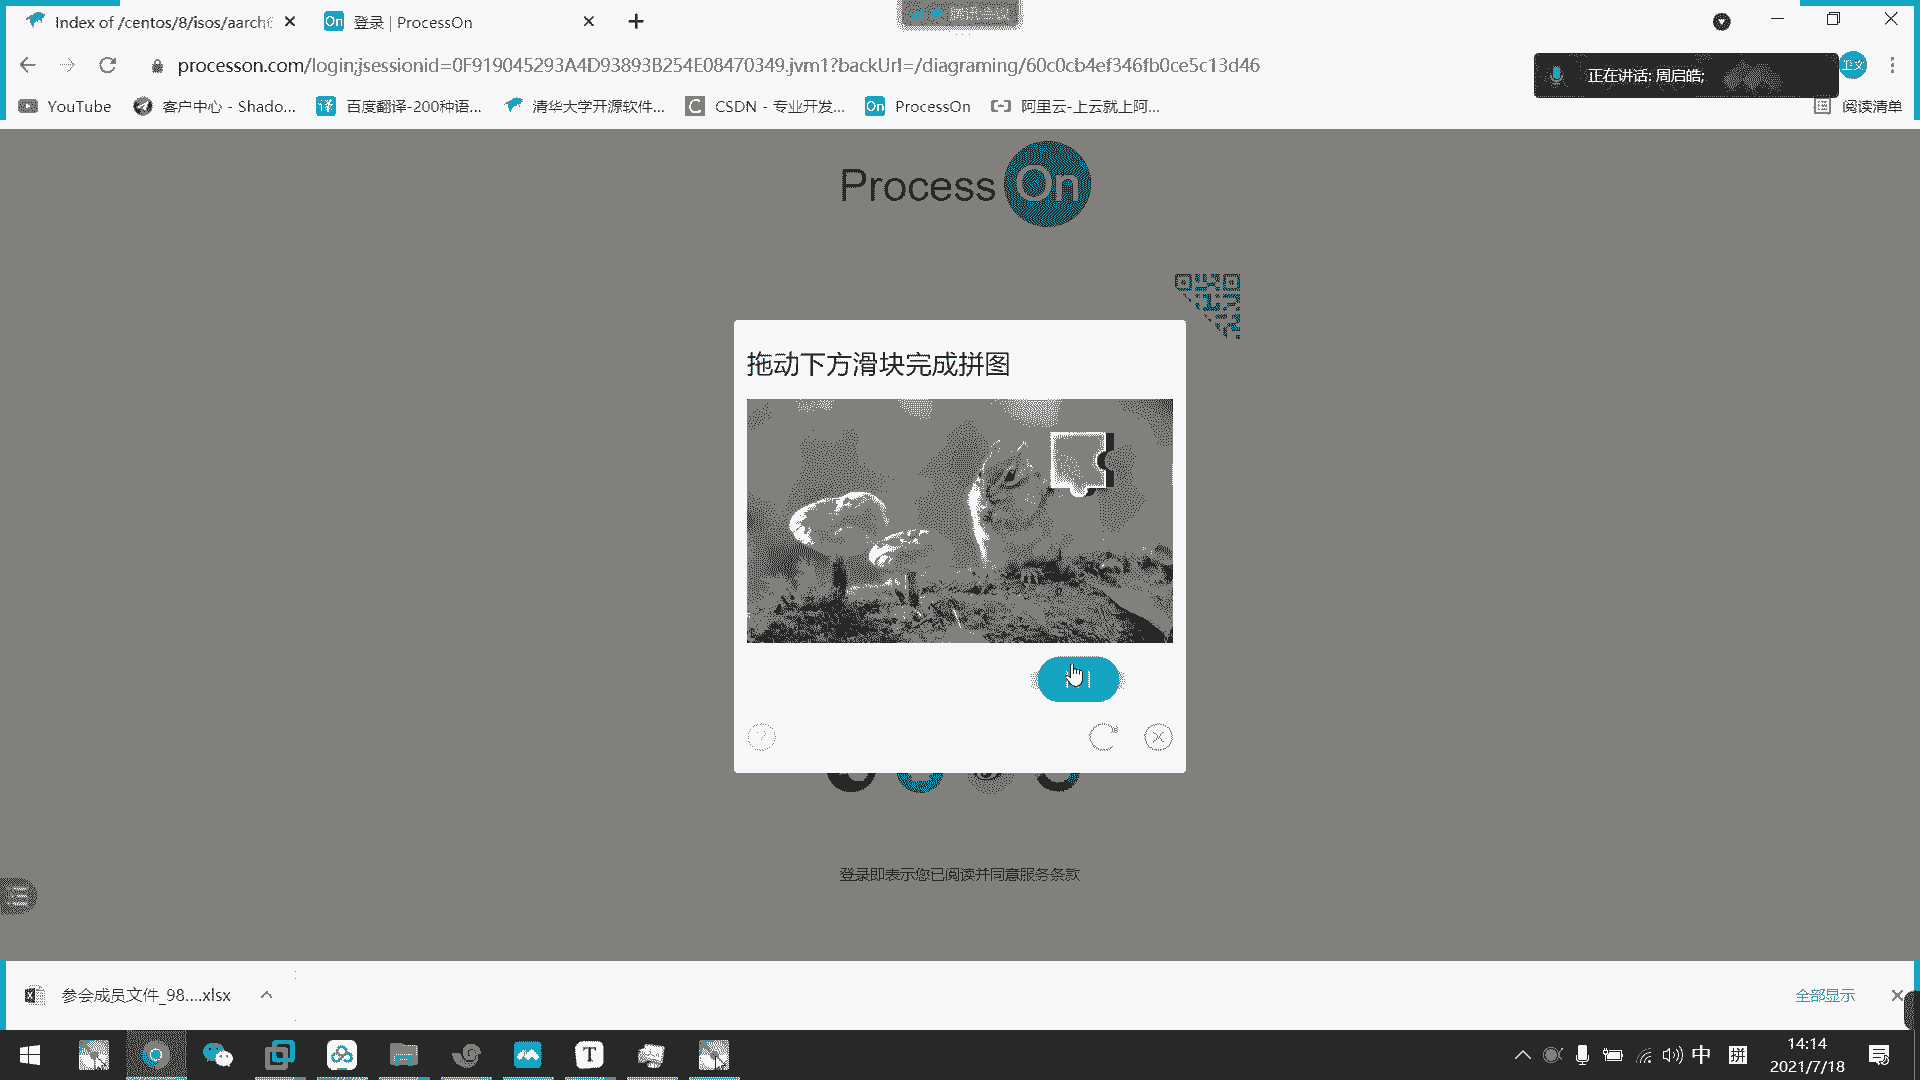 Index of /centos/8/isos/aarch6
登录 | ProcessOn
腾讯会议
processon.com/login;jsessionid=0F919045293A4D93893B254E08470349.jvm1?backUrl=/diagraming/60c0cb4ef346fb0ce5c13d46
正在讲话: 周启皓;
卫文
YouTube
客户中心 - Shado...
译 百度翻译-200种语...
清华大学开源软件...
C CSDN - 专业开发...
On ProcessOn
阿里云-上云就上阿...
阅读清单
Process On
拖动下方滑块完成拼图
登录即表示您已阅读并同意服务条款
参会成员文件_98....xlsx
全部显示
T
中
拼
14:14
2021/7/18